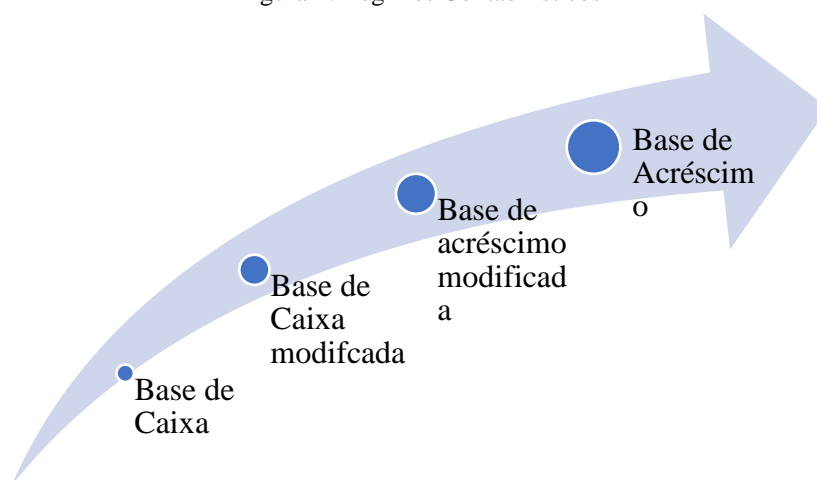 Base de
Caixa
Base de
Caixa
modifcada
Base de
acréscimo
modificad
a
Base de
Acréscim
o